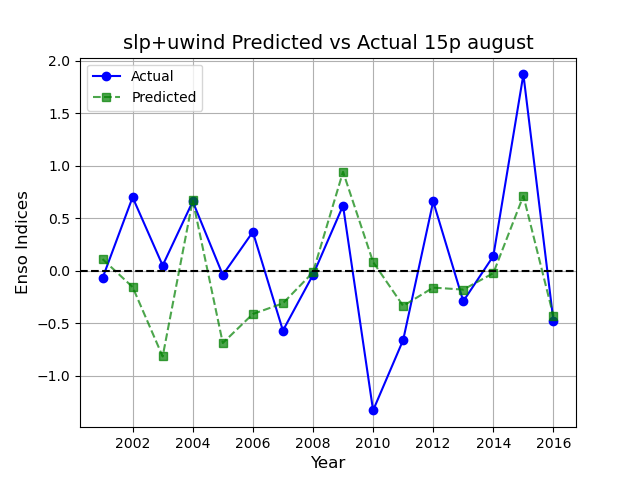 slp+uwind Predicted vs Actual 15p august
Actual
Predicted
Enso Indices
2.0
1.5
1.0
0.5
0.0
−0.5
−1.0
2002 2004 2006 2008 2010 2012 2014 2016
Year